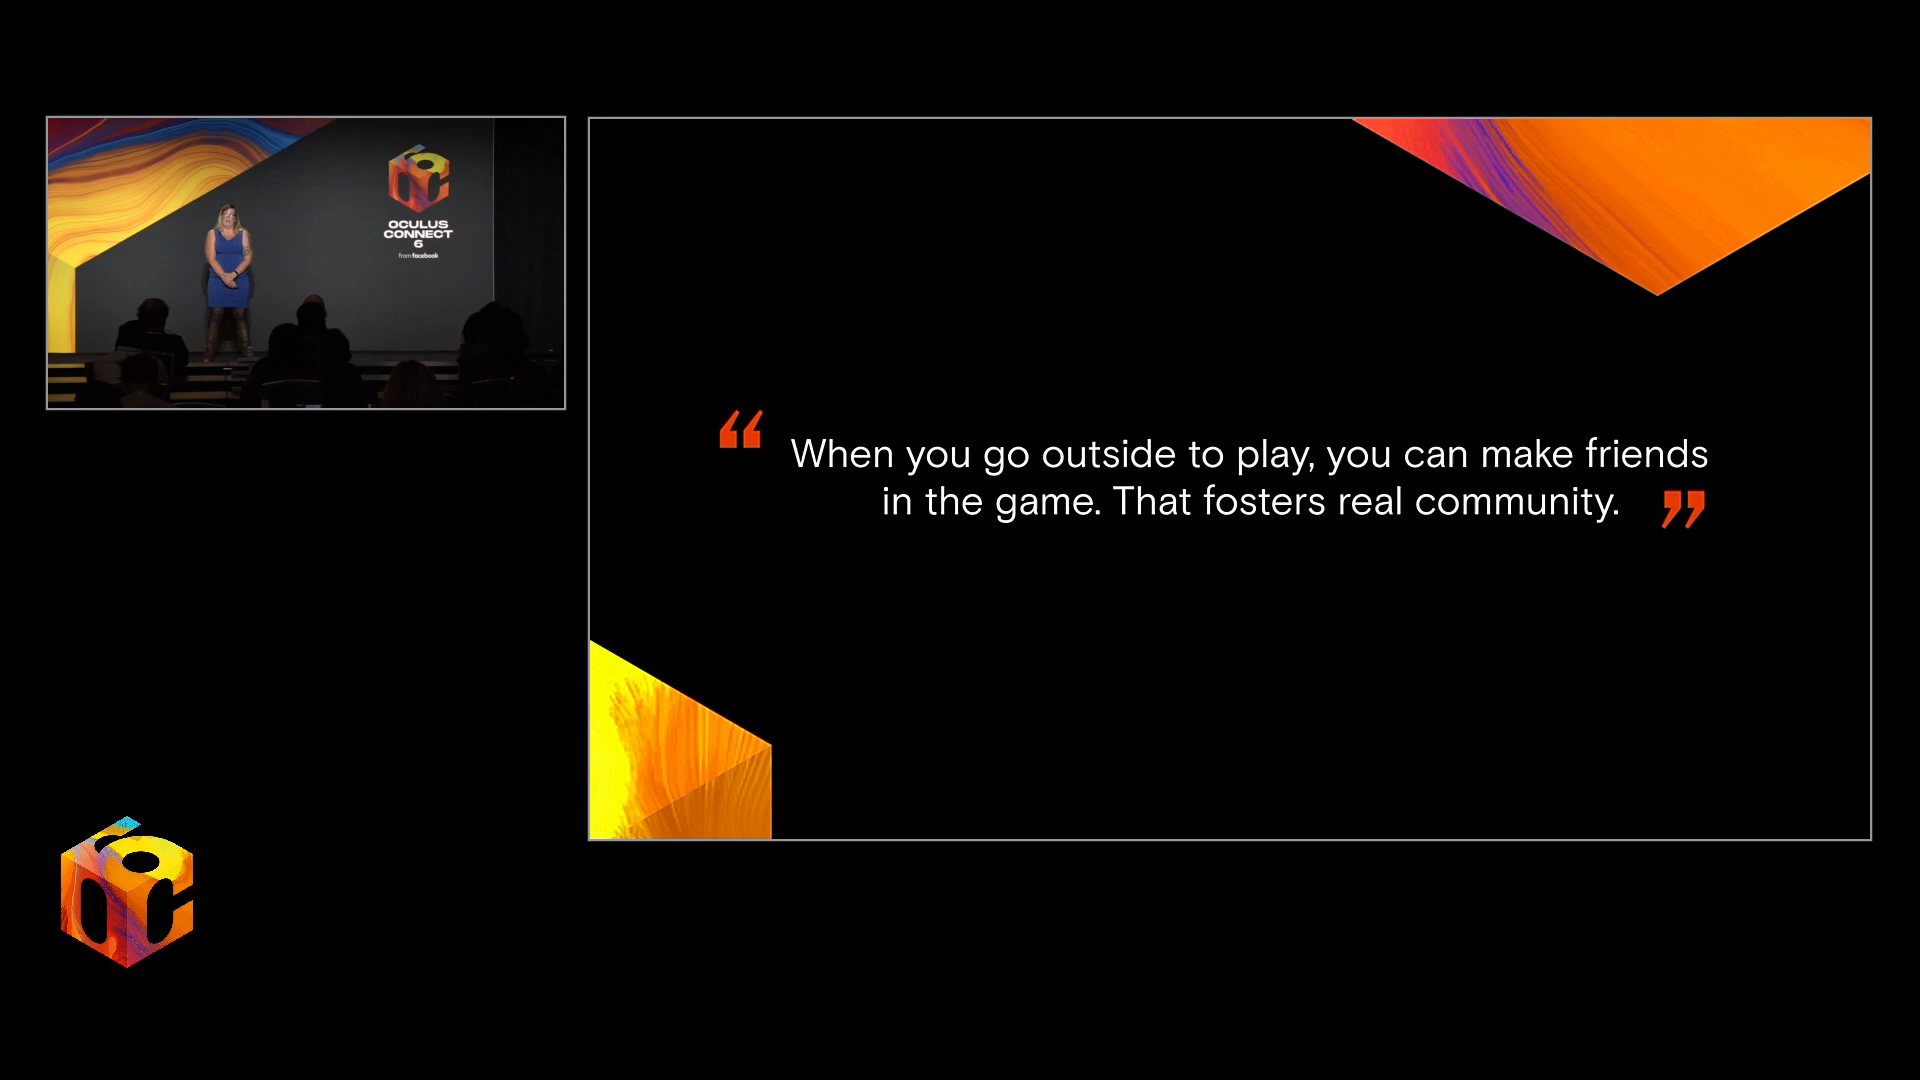 OCULUS
CONNECT
6
from facebook
“ When you go outside to play, you can make friends
in the game. That fosters real community. ”